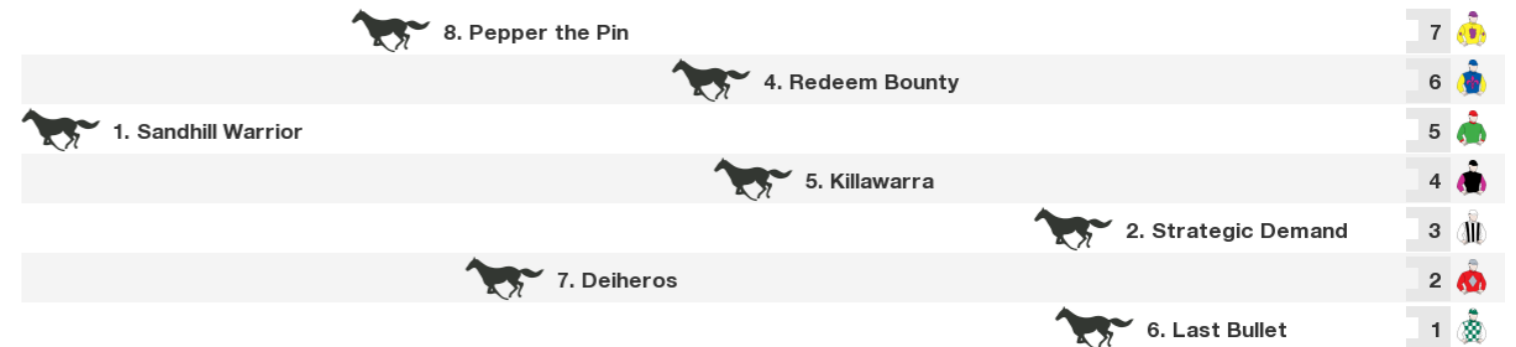 8. Pepper the Pin 7
4. Redeem Bounty 6
1. Sandhill Warrior 5
5. Killawarra 4
2. Strategic Demand 3
7. Deiheros 2
6. Last Bullet 1